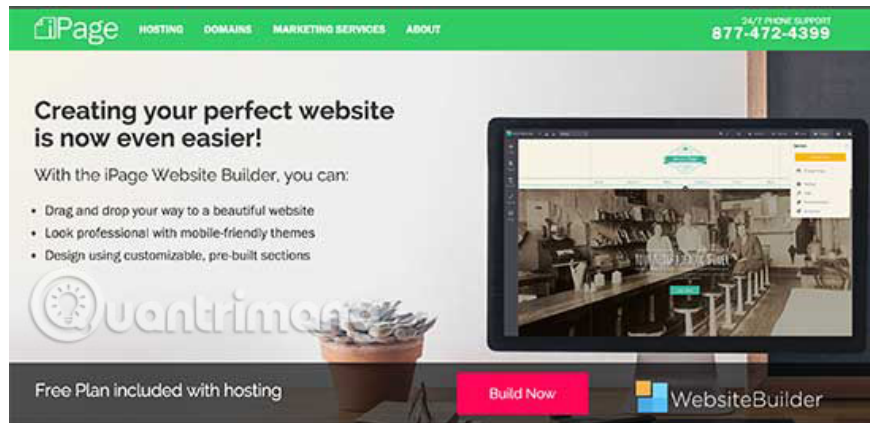 iPage
HOSTING DOMAINS MARKETING SERVICES ABOUT
24/7 PHONE SUPPORT
877-472-4399
Creating your perfect website
is now even easier!
With the iPage Website Builder, you can:
• Drag and drop your way to a beautiful website
• Look professional with mobile-friendly themes
• Design using customizable, pre-built sections
Quantrimang
Free Plan included with hosting
Build Now
WebsiteBuilder